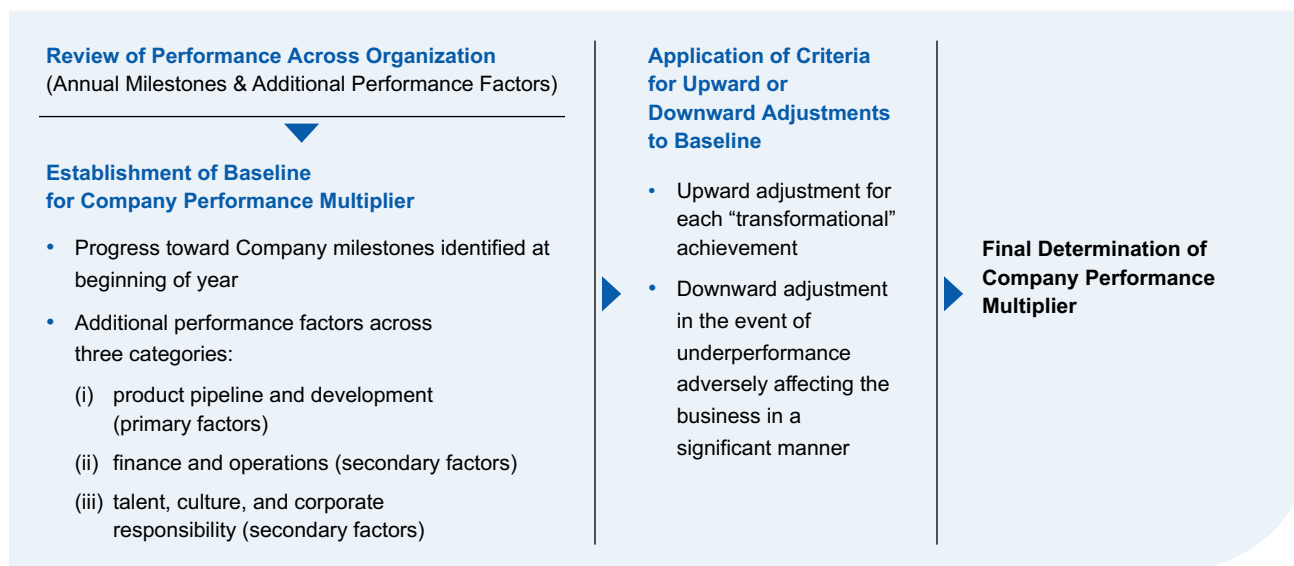 Review of Performance Across Organization
(Annual Milestones & Additional Performance Factors)
Establishment of Baseline
for Company Performance Multiplier
• Progress toward Company milestones identified at
beginning of year
• Additional performance factors across
three categories:
(i) product pipeline and development
(primary factors)
(ii) finance and operations (secondary factors)
(iii) talent, culture, and corporate
responsibility (secondary factors)
Application of Criteria
for Upward or
Downward Adjustments
to Baseline
• Upward adjustment for
each “transformational”
achievement
• Downward adjustment
in the event of
underperformance
adversely affecting the
business in a
significant manner
Final Determination of
Company Performance
Multiplier